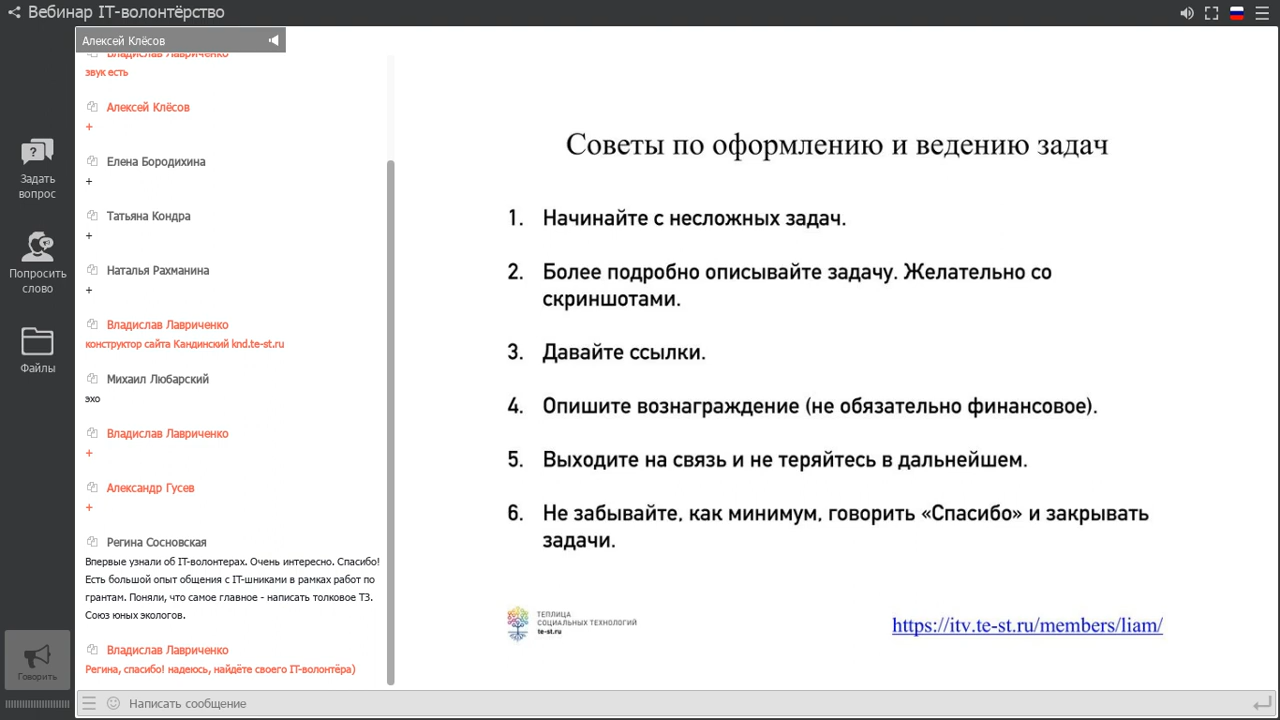 Вебинар IT-волонтёрство
Алексей Клёсов
Задать
вопрос
Попросить
слово
Файлы
Говорить
Владислав Лавриченко
звук есть
Алексей Клёсов
+
Елена Бородихина
+
Татьяна Кондра
+
Наталья Рахманина
+
Владислав Лавриченко
конструктор сайта Кандинский knd.te-st.ru
Михаил Любарский
эхо
Владислав Лавриченко
+
Александр Гусев
+
Регина Сосновская
Впервые узнали об IT-волонтерах. Очень интересно. Спасибо!
Есть большой опыт общения с IT-шниками в рамках работ по
грантам. Поняли, что самое главное - написать толковое ТЗ.
Союз юных экологов.
Владислав Лавриченко
Регина, спасибо! надеюсь, найдёте своего IT-волонтёра)
Написать сообщение
Советы по оформлению и ведению задач
1. Начинайте с несложных задач.
2. Более подробно описывайте задачу. Желательно со
скриншотами.
3. Давайте ссылки.
4. Опишите вознаграждение (не обязательно финансовое).
5. Выходите на связь и не теряйтесь в дальнейшем.
6. Не забывайте, как минимум, говорить «Спасибо» и закрывать
задачи.
ТЕПЛИЦА
СОЦИАЛЬНЫХ ТЕХНОЛОГИЙ
te-st.ru
https://itv.te-st.ru/members/liam/